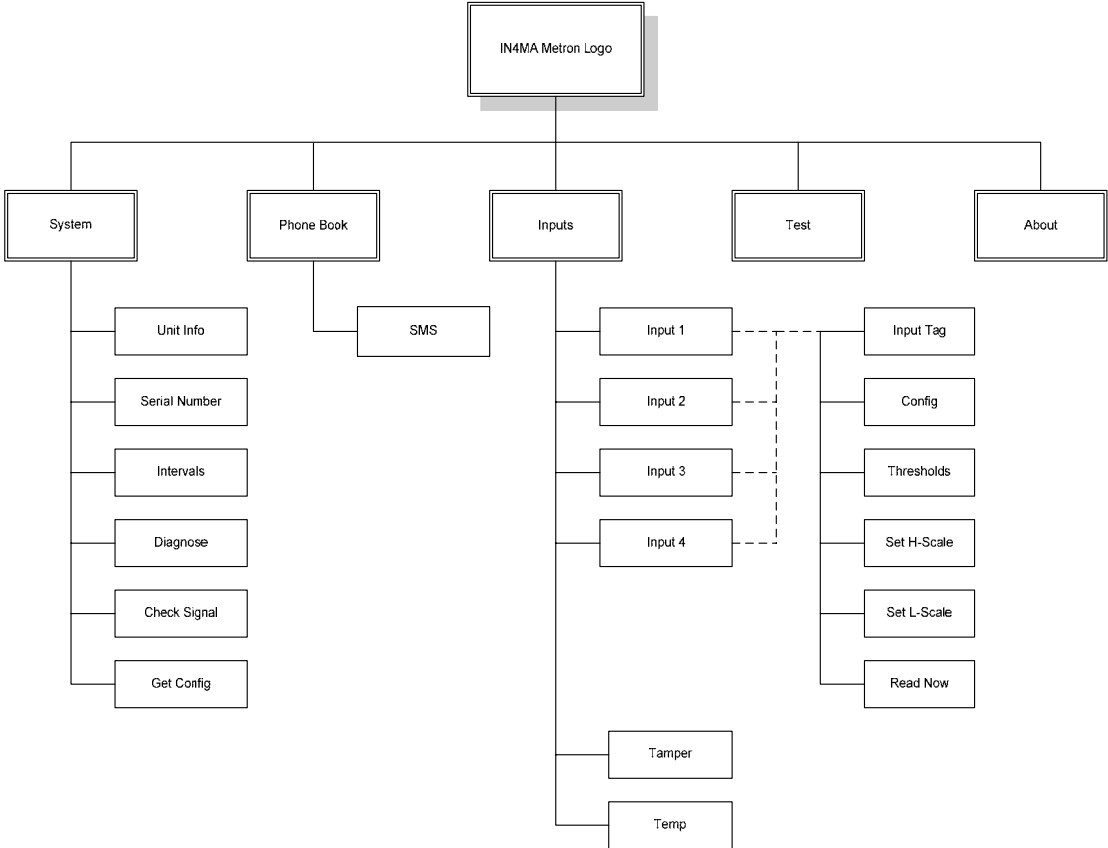 IN4MA Metron Logo
System
Phone Book
Inputs
Test
About
Unit Info
SMS
Input 1
Input Tag
Serial Number
Input 2
Config
Intervals
Input 3
Thresholds
Diagnose
Input 4
Set H-Scale
Check Signal
Set L-Scale
Get Config
Read Now
Tamper
Temp